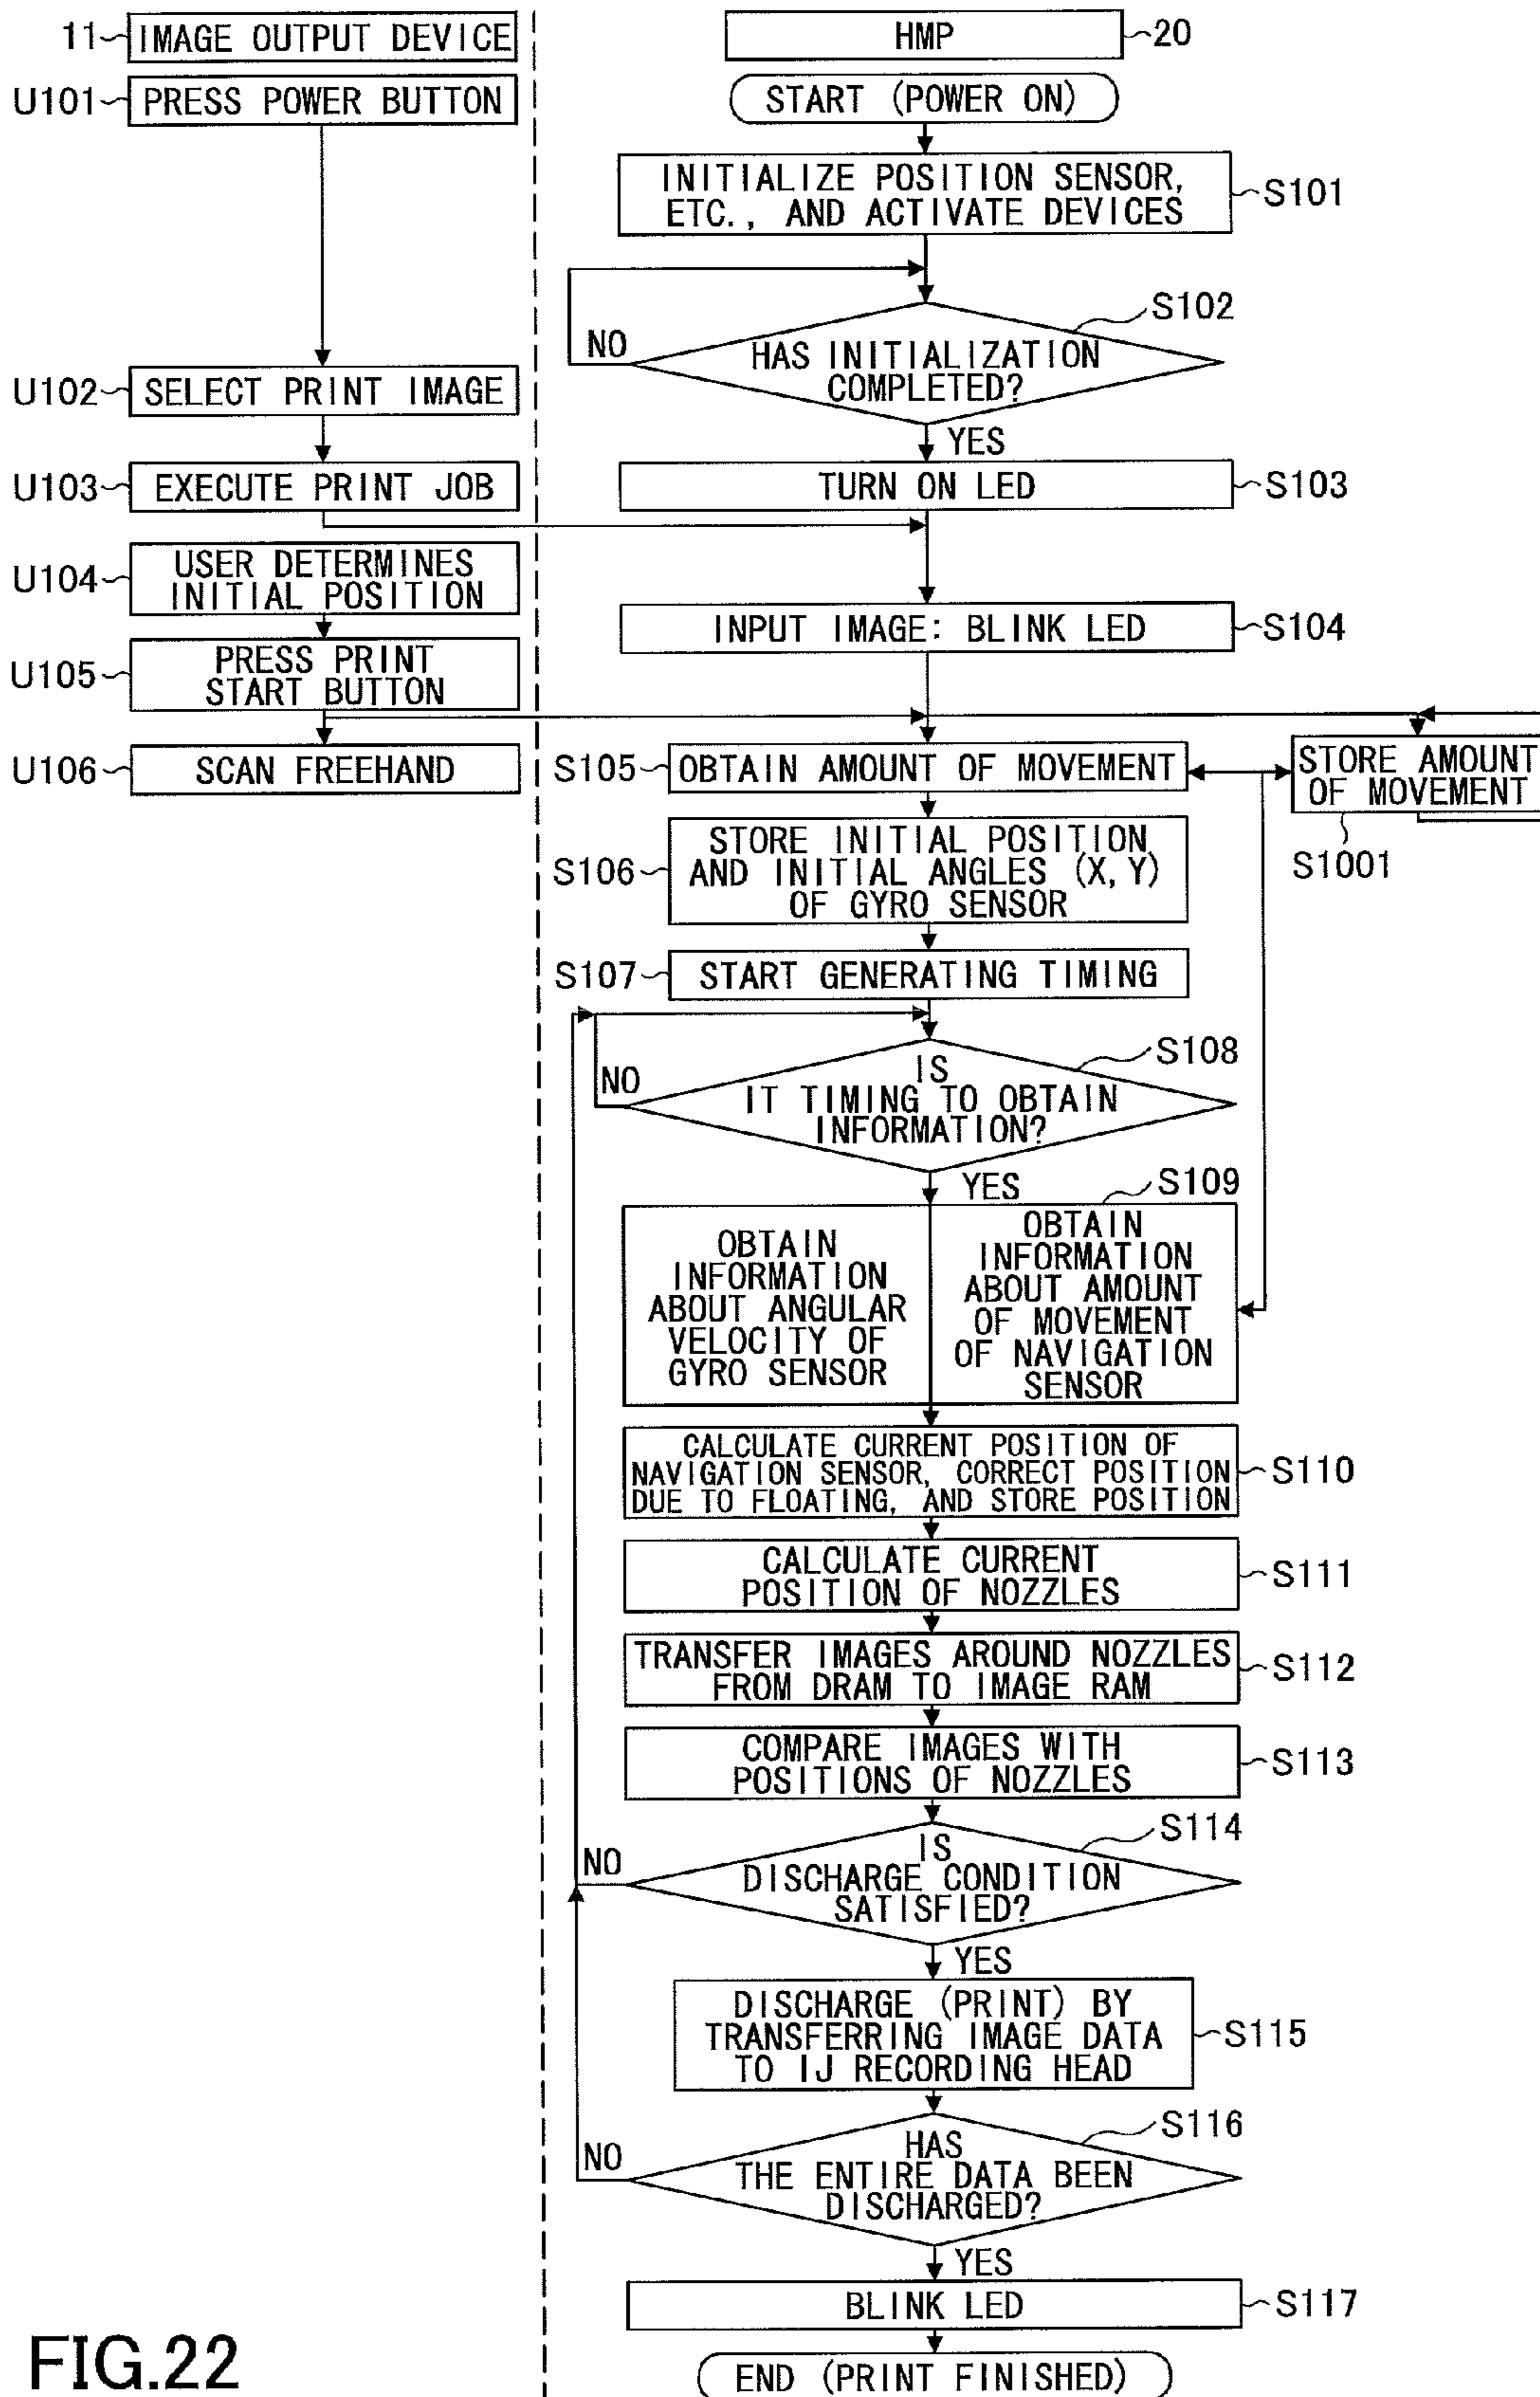 11
IMAGE OUTPUT DEVICE
U101
PRESS POWER BUTTON
U102
SELECT PRINT IMAGE
U103
EXECUTE PRINT JOB
U104
USER DETERMINES
INITIAL POSITION
U105
PRESS PRINT
START BUTTON
U106
SCAN FREEHAND
HMP
20
START (POWER ON)
INITIALIZE POSITION SENSOR,
ETC., AND ACTIVATE DEVICES
S101
S102
NO
HAS INITIALIZATION
COMPLETED?
YES
TURN ON LED
S103
INPUT IMAGE: BLINK LED
S104
S105
OBTAIN AMOUNT OF MOVEMENT
STORE AMOUNT
OF MOVEMENT
S1001
S106
STORE INITIAL POSITION
AND INITIAL ANGLES (X, Y)
OF GYRO SENSOR
S107
START GENERATING TIMING
S108
NO
IS
IT TIMING TO OBTAIN
INFORMATION?
YES
S109
OBTAIN
INFORMATION
ABOUT ANGULAR
VELOCITY OF
GYRO SENSOR
OBTAIN
INFORMATION
ABOUT AMOUNT
OF MOVEMENT
OF NAVIGATION
SENSOR
CALCULATE CURRENT POSITION OF
NAVIGATION SENSOR, CORRECT POSITION
DUE TO FLOATING, AND STORE POSITION
S110
CALCULATE CURRENT
POSITION OF NOZZLES
S111
TRANSFER IMAGES AROUND NOZZLES
FROM DRAM TO IMAGE RAM
S112
COMPARE IMAGES WITH
POSITIONS OF NOZZLES
S113
S114
NO
IS
DISCHARGE CONDITION
SATISFIED?
YES
DISCHARGE (PRINT) BY
TRANSFERRING IMAGE DATA
TO IJ RECORDING HEAD
S115
S116
NO
HAS
THE ENTIRE DATA BEEN
DISCHARGED?
YES
BLINK LED
S117
END (PRINT FINISHED)
FIG.22